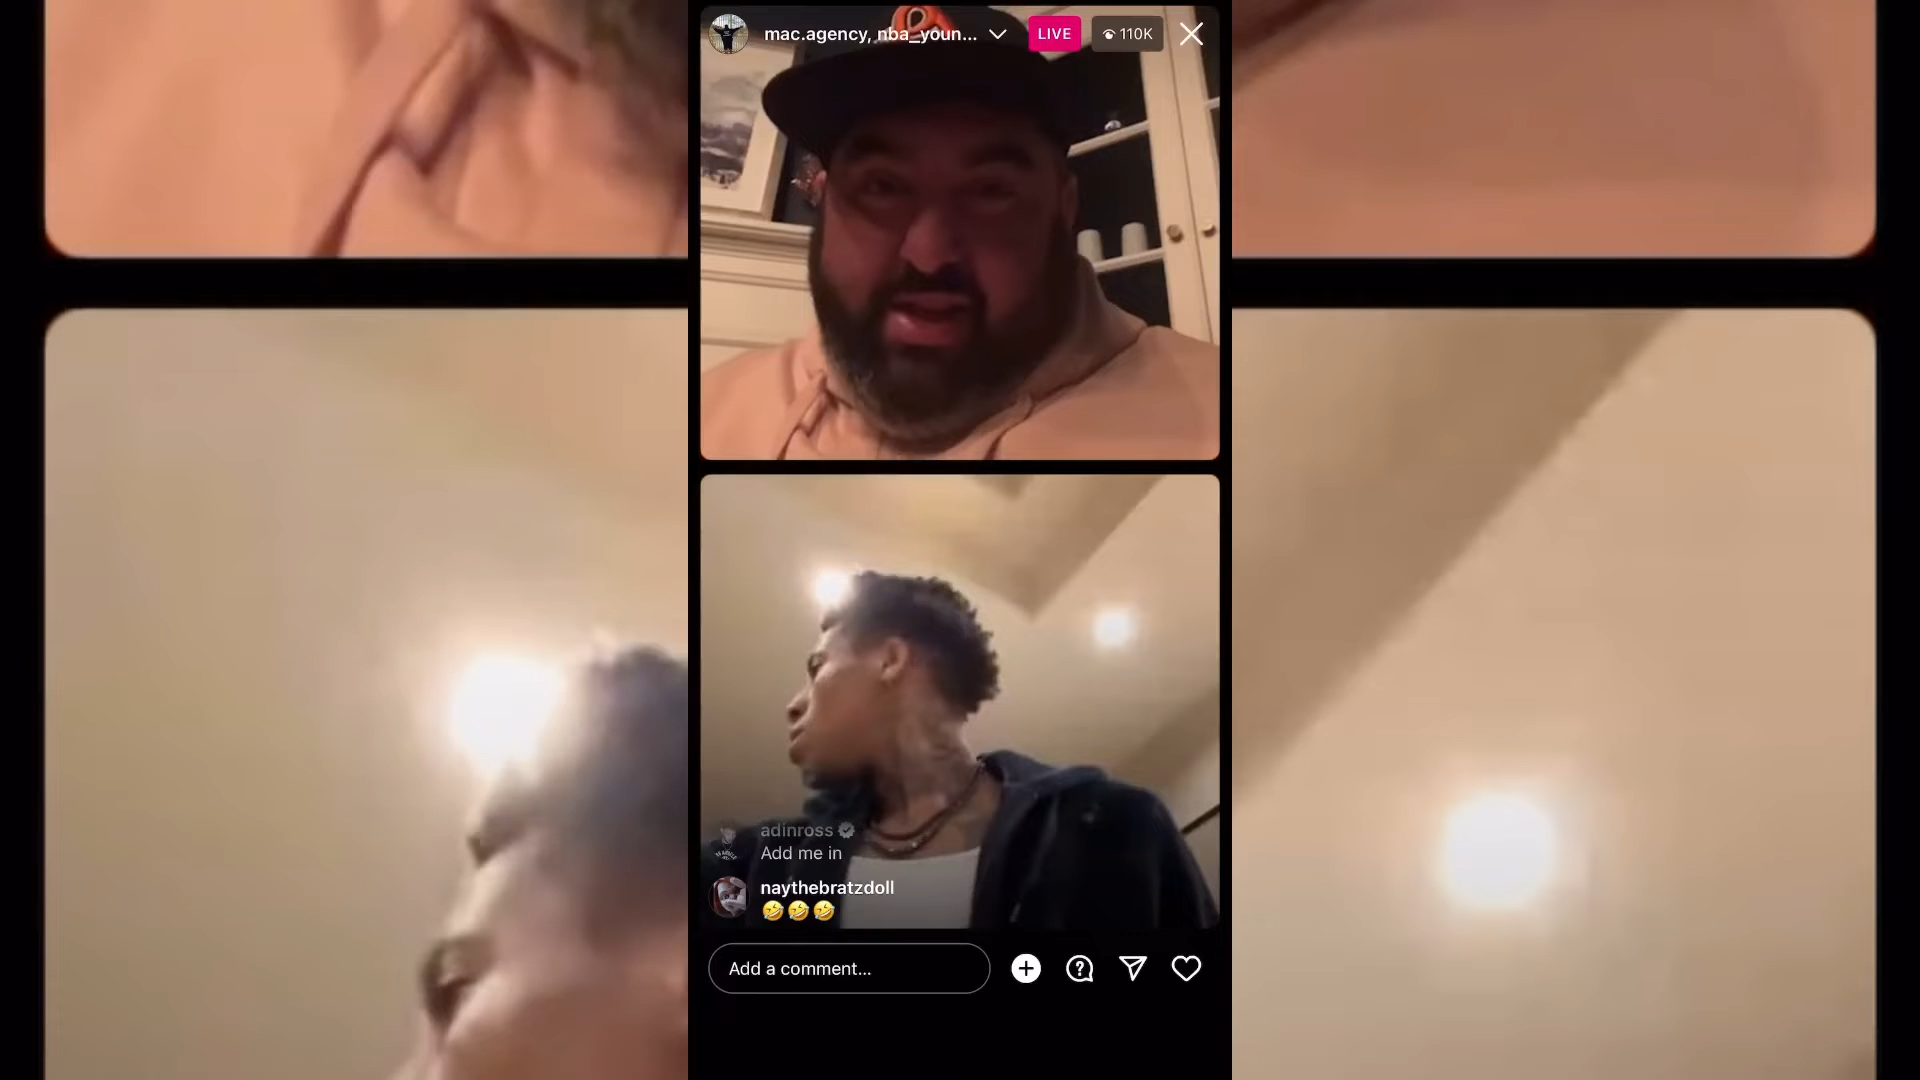 mac.agency, nba_youn...
LIVE
110K
adinross
Add me in
naythebratzdoll
🤣🤣🤣
Add a comment...